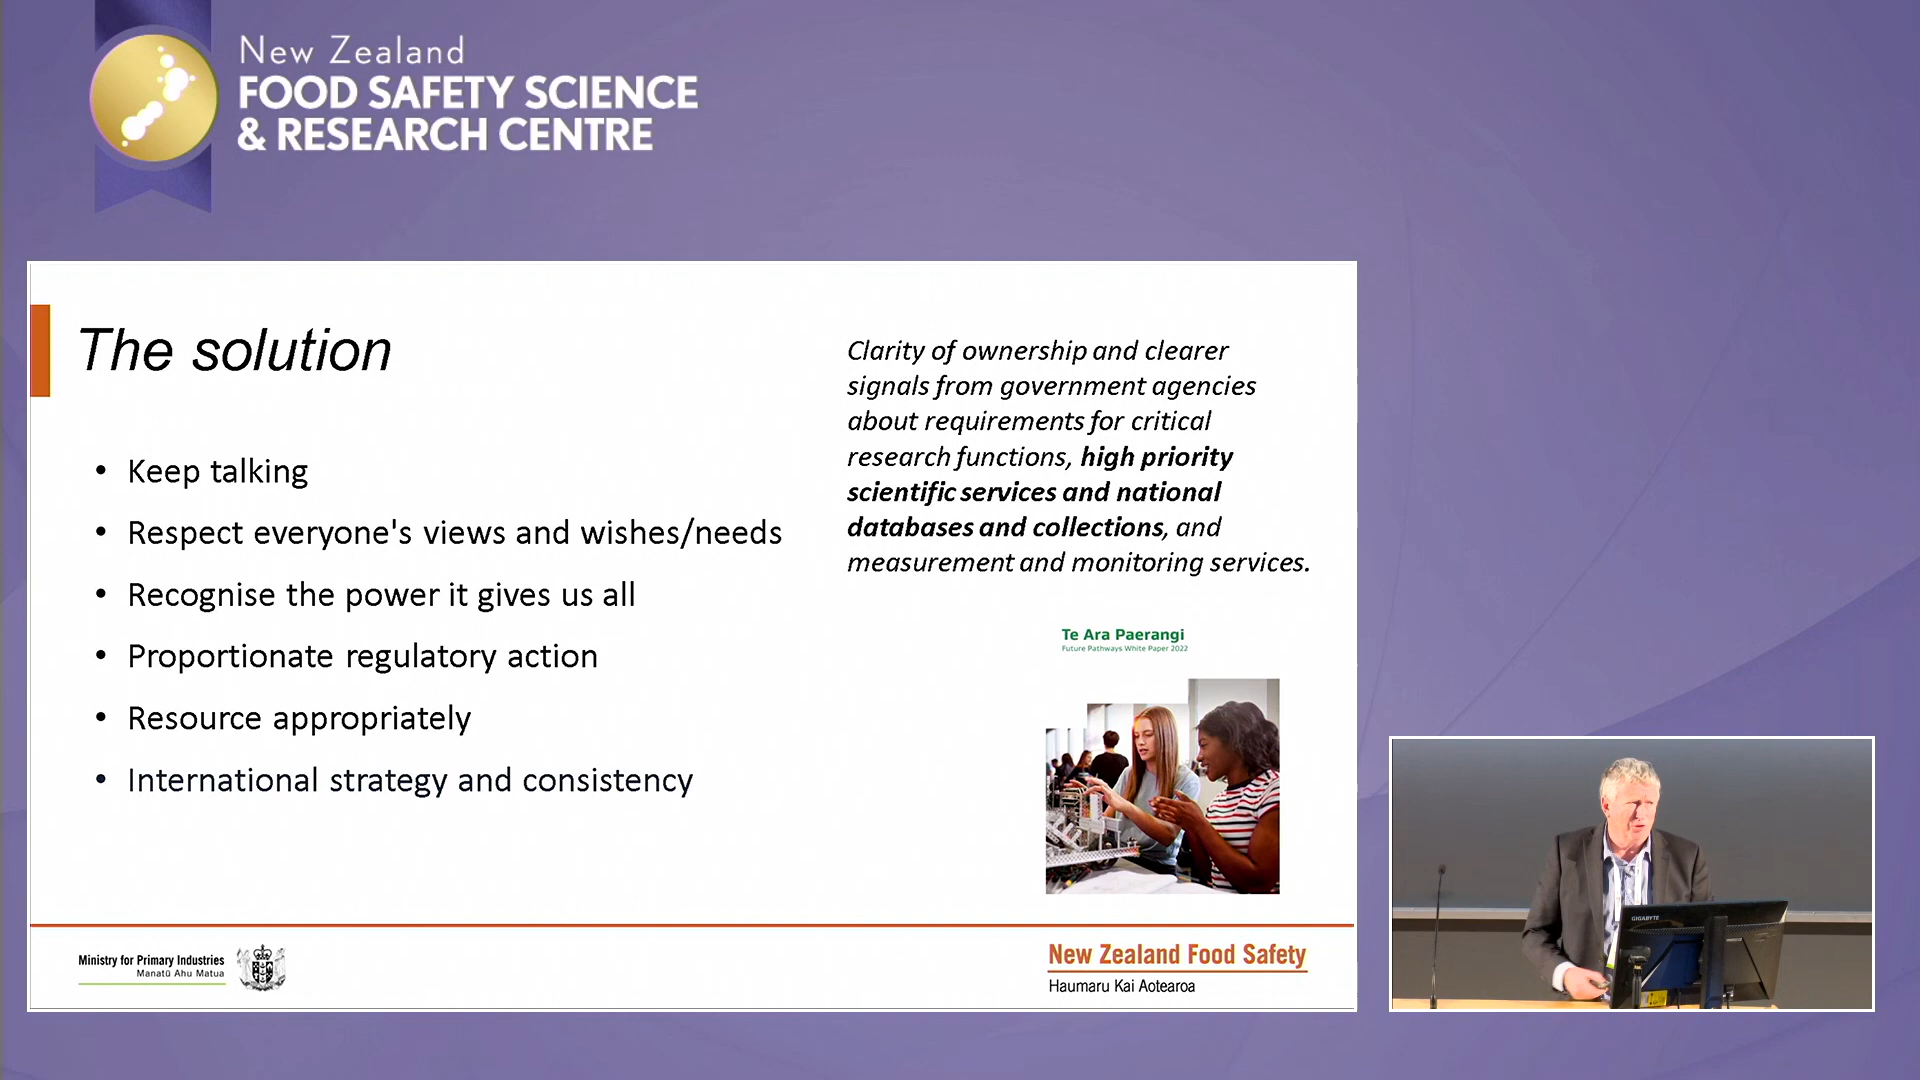 New Zealand
FOOD SAFETY SCIENCE
& RESEARCH CENTRE
The solution
• Keep talking
• Respect everyone's views and wishes/needs
• Recognise the power it gives us all
• Proportionate regulatory action
• Resource appropriately
• International strategy and consistency
Clarity of ownership and clearer
signals from government agencies
about requirements for critical
research functions, high priority
scientific services and national
databases and collections, and
measurement and monitoring services.
Te Ara Paerangi
Future Pathways White Paper 2022
Ministry for Primary Industries
Manatū Ahu Matua
New Zealand Food Safety
Haumaru Kai Aotearoa
GIGABYTE